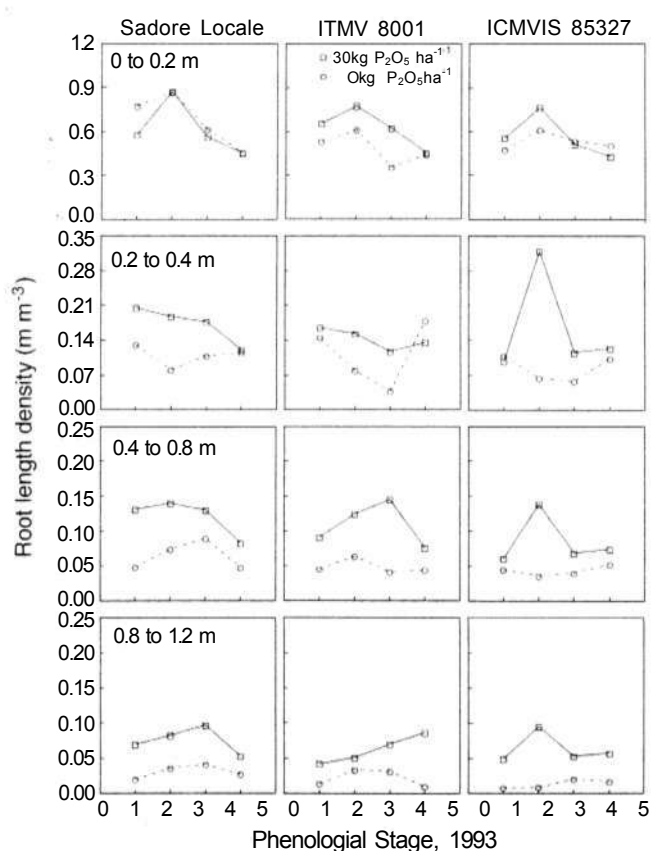 Sadore Locale ITMV 8001 ICMVIS 85327
1.2
0.9
0.6
0.3
0.0
0 to 0.2 m
30kg P₂O₅ ha⁻¹·¹
Okg P₂O₅ha⁻¹
0.35
0.28
0.21
0.14
0.07
0.00
0.2 to 0.4 m
Root length density (m m⁻³)
0.25
0.20
0.15
0.10
0.05
0.00
0.4 to 0.8 m
0.25
0.20
0.15
0.10
0.05
0.00
0.8 to 1.2 m
0 1 2 3 4 5 0 1 2 3 4 5 0 1 2 3 4 5
Phenologial Stage, 1993